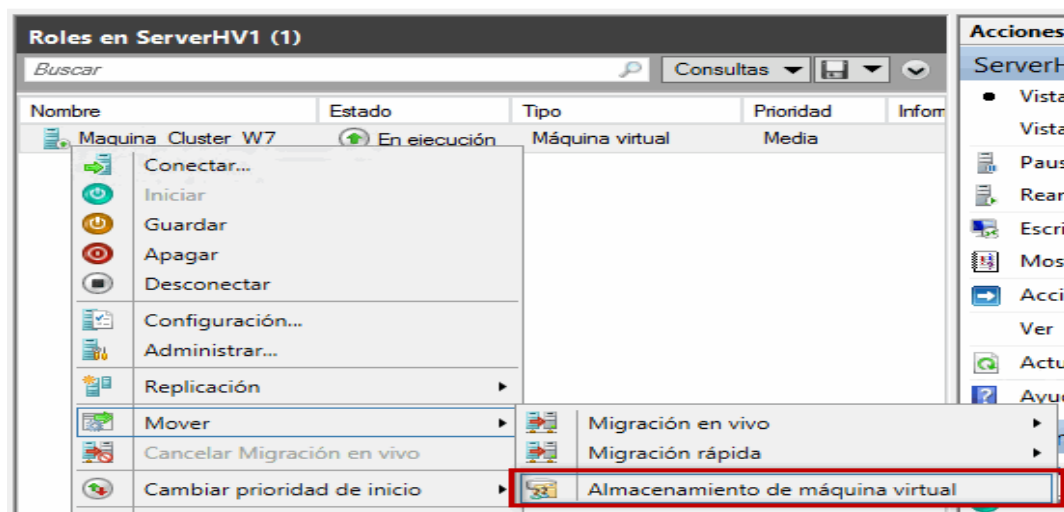 Roles en ServerHV1 (1)
Buscar
Consultas
Nombre Estado Tipo Prioridad Inform
Maquina_Cluster_W7 En ejecución Máquina virtual Media
Conectar...
Iniciar
Guardar
Apagar
Desconectar
Configuración...
Administrar...
Replicación
Mover
Cancelar Migración en vivo
Cambiar prioridad de inicio
Migración en vivo
Migración rápida
Almacenamiento de máquina virtual
Acciones
ServerH
Vista
Vista
Paus
Rear
Escri
Mos
Acci
Ver
Actu
Ayud